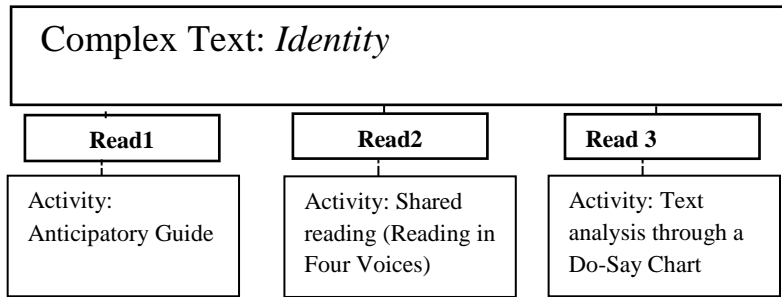 Complex Text: Identity
Read1
Read2
Read 3
Activity:
Anticipatory Guide
Activity: Shared
reading (Reading in
Four Voices)
Activity: Text
analysis through a
Do-Say Chart